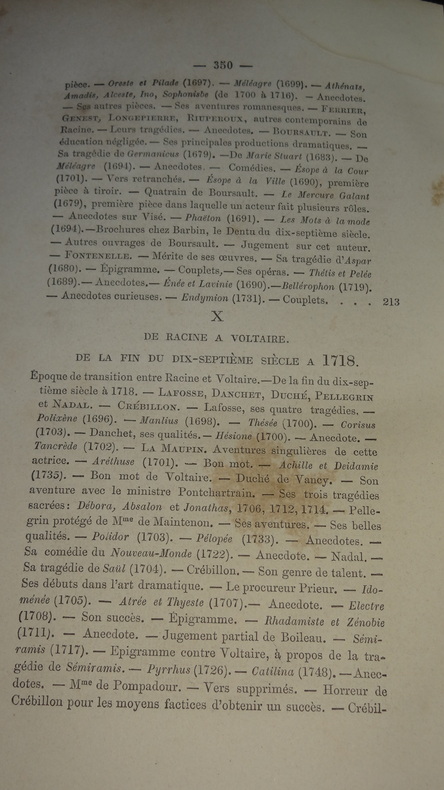 — 350 —
pièce. — Oreste et Pilade (1697). — Méléagre (1699). — Athénaïs,
Amadis, Alceste, Ino, Sophonisbe (de 1700 à 1716). — Anecdotes.
— Ses autres pièces. — Ses aventures romanesques. — FERRIER,
GENEST, LONGEPIERRE, RIUPEROUX, autres contemporains de
Racine. — Leurs tragédies. — Anecdotes. — BOURSAULT. — Son
éducation négligée. — Ses principales productions dramatiques. —
Sa tragédie de Germanicus (1679). — De Marie Stuart (1683). — De
Méléagre (1694). — Anecdotes. — Comédies. — Ésope à la Cour
(1701). — Vers retranchés. — Ésope à la Ville (1690), première
pièce à tiroir. — Quatrain de Boursault. — Le Mercure Galant
(1679), première pièce dans laquelle un acteur fait plusieurs rôles.
— Anecdotes sur Visé. — Phaéton (1691). — Les Mots à la mode
(1694). — Brochures chez Barbin, le Dentu du dix-septième siècle.
— Autres ouvrages de Boursault. — Jugement sur cet auteur.
— FONTENELLE. — Mérite de ses œuvres. — Sa tragédie d'Aspar
(1680). — Épigramme. — Couplets, — Ses opéras. — Thétis et Pelée
(1689). — Anecdotes. — Énée et Lavinie (1690). — Bellérophon (1719).
— Anecdotes curieuses. — Endymion (1731). — Couplets. . . . 213
X
DE RACINE A VOLTAIRE.
DE LA FIN DU DIX-SEPTIÈME SIÈCLE A 1718.
Époque de transition entre Racine et Voltaire. — De la fin du dix-sep-
tième siècle à 1718. — LAFOSSE, DANCHET, DUCHÉ, PELLEGRIN
et NADAL. — CRÉBILLON. — Lafosse, ses quatre tragédies. —
Polixène (1696). — Manlius (1698). — Thésée (1700). — Corisus
(1703). — Danchet, ses qualités. — Hésione (1700). — Anecdote. —
Tancrède (1702). — LA MAUPIN. Aventures singulières de cette
actrice. — Aréthuse (1701). — Bon mot. — Achille et Deidamie
(1735). — Bon mot de Voltaire. — Duché de Vancy. — Son
aventure avec le ministre Pontchartrain. — Ses trois tragédies
sacrées: Débora, Absalon et Jonathas, 1706, 1712, 1714. — Pelle-
grin protégé de Mme de Maintenon. — Ses aventures. — Ses belles
qualités. — Polidor (1703). — Pélopée (1733). — Anecdotes. —
Sa comédie du Nouveau-Monde (1722). — Anecdote. — Nadal. —
Sa tragédie de Saül (1704). — Crébillon. — Son genre de talent. —
Ses débuts dans l'art dramatique. — Le procureur Prieur. — Ido-
ménée (1705). — Atrée et Thyeste (1707). — Anecdote. — Electre
(1708). — Son succès. — Épigramme. — Rhadamiste et Zénobie
(1711). — Anecdote. — Jugement partial de Boileau. — Sémi-
ramis (1717). — Epigramme contre Voltaire, à propos de la tra-
gédie de Sémiramis. — Pyrrhus (1726). — Catilina (1748). — Anec-
dotes. — Mme de Pompadour. — Vers supprimés. — Horreur de
Crébillon pour les moyens factices d'obtenir un succès. — Crébil-